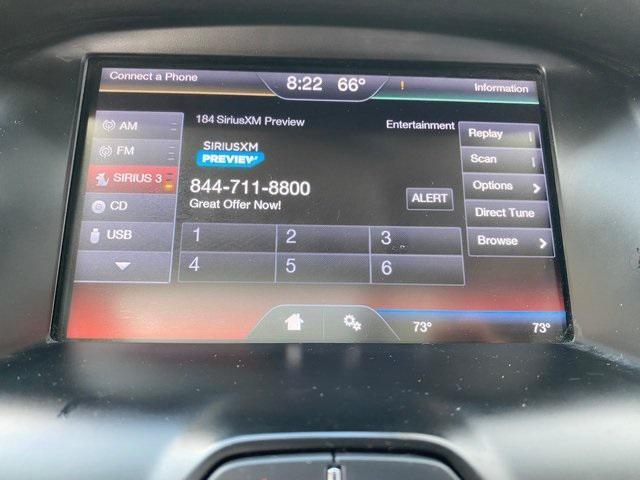 Connect a Phone
8:22 66°
!
Information
AM
FM
SIRIUS 3
CD
USB
184 SiriusXM Preview
Entertainment
SIRIUSXM
PREVIEW
844-711-8800
Great Offer Now!
ALERT
1 2 3
4 5 6
Replay
Scan
Options
Direct Tune
Browse
73° 73°